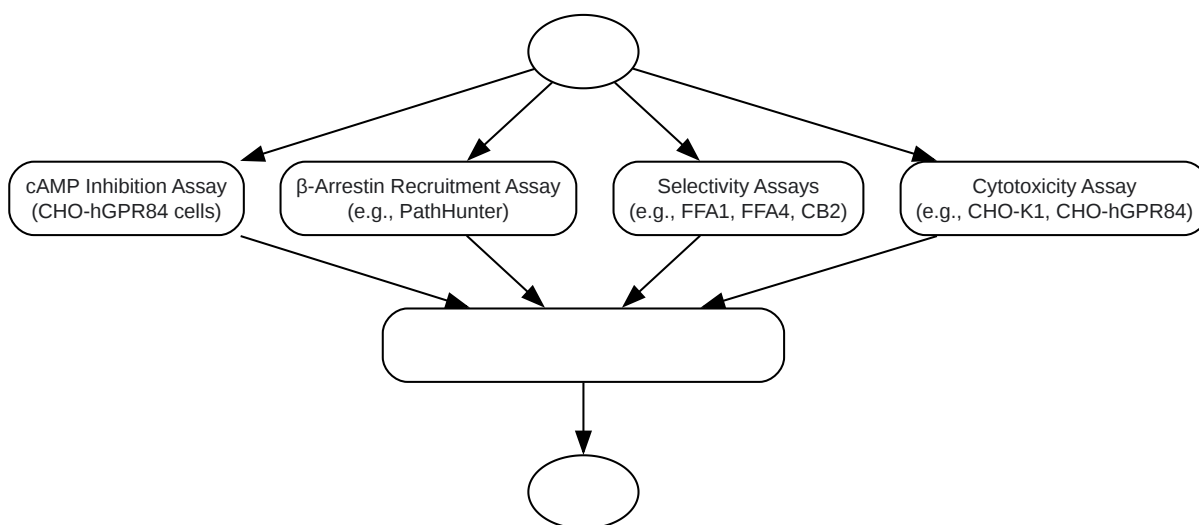 cAMP Inhibition Assay
(CHO-hGPR84 cells)
β-Arrestin Recruitment Assay
(e.g., PathHunter)
Selectivity Assays
(e.g., FFA1, FFA4, CB2)
Cytotoxicity Assay
(e.g., CHO-K1, CHO-hGPR84)